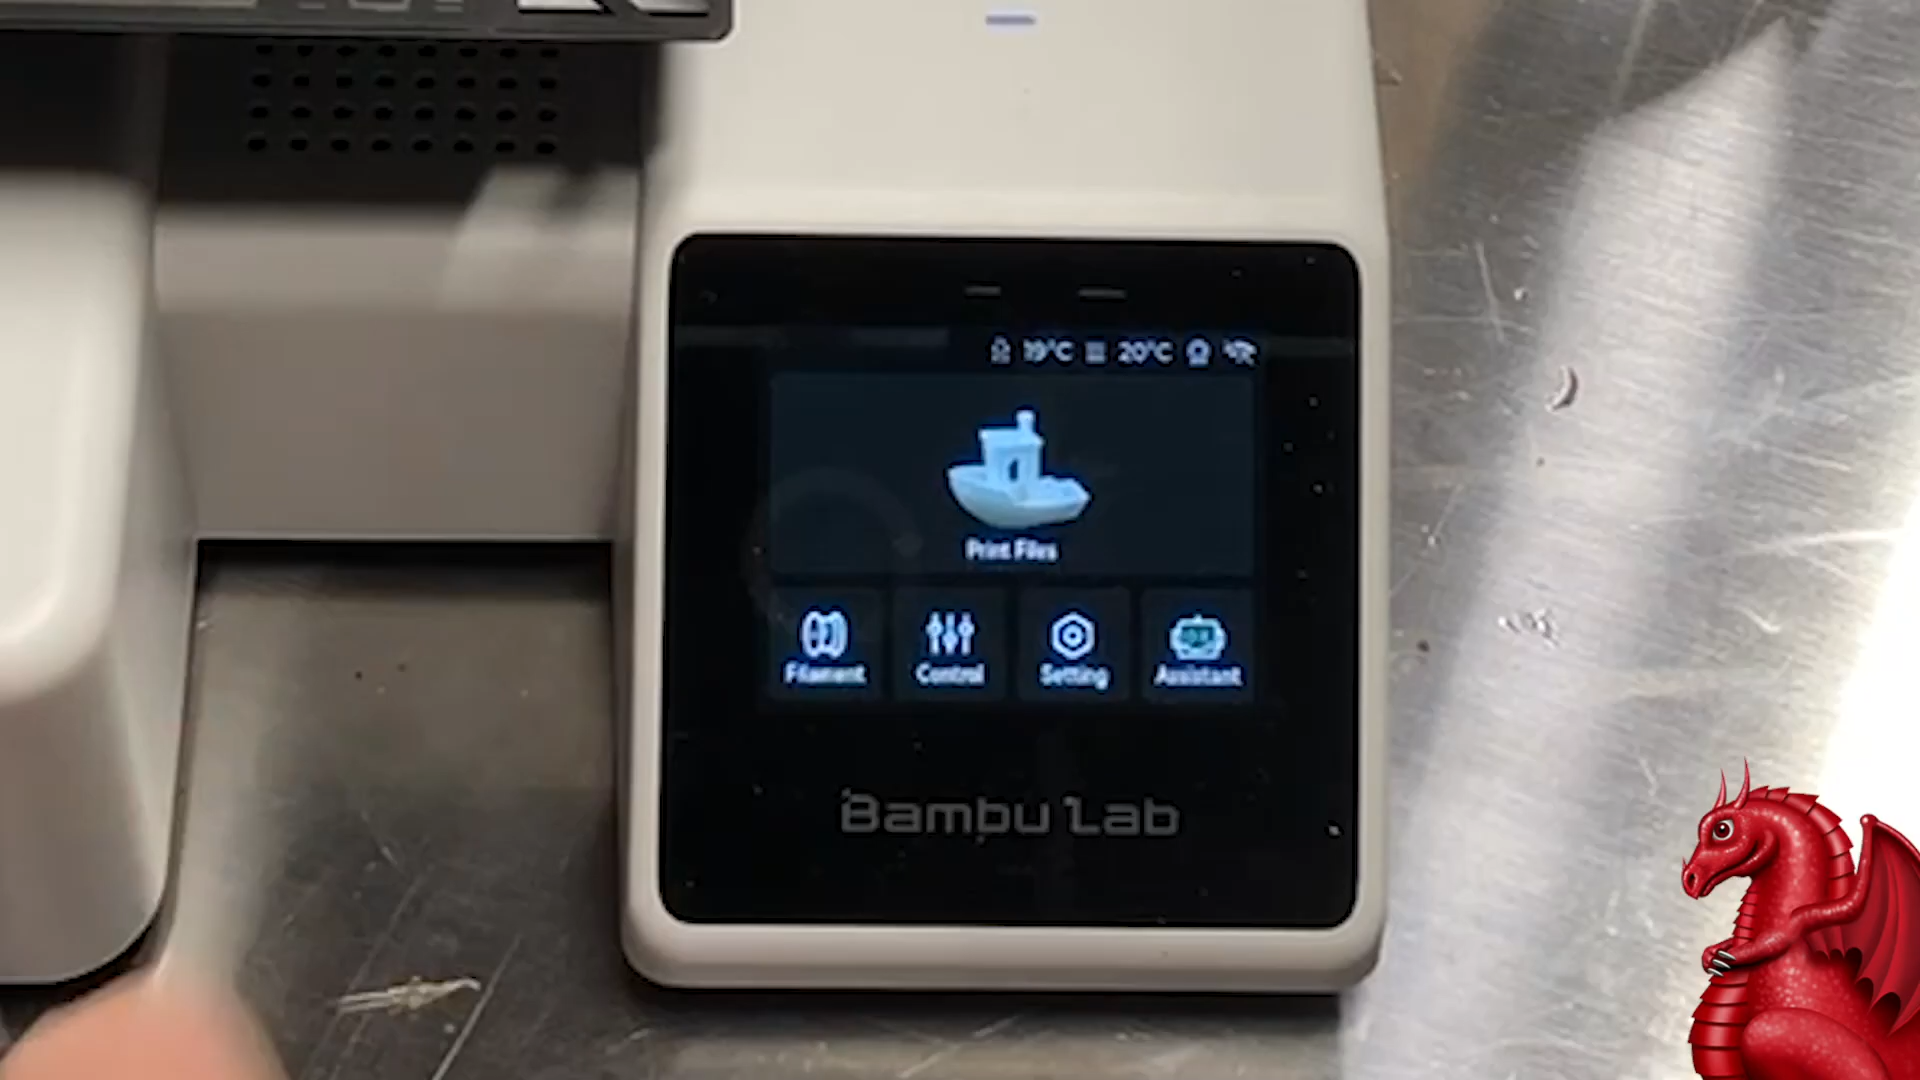 19°C 20°C
Print Files
Filament Control Setting Assistant
Bambu Lab